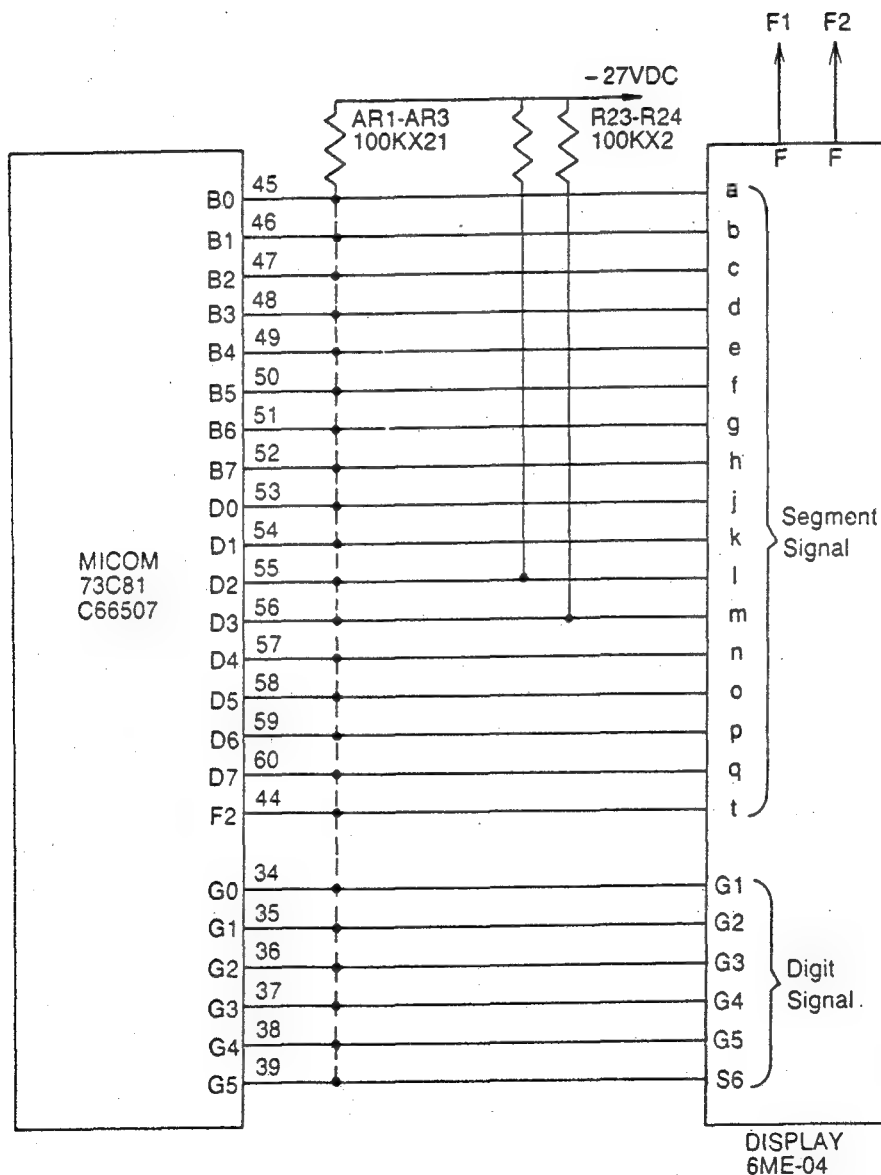 F1 F2
-27VDC
AR1-AR3
100KX21
R23-R24
100KX2
F F
B0 45 a
B1 46 b
B2 47 c
B3 48 d
B4 49 e
B5 50 f
B6 51 g
B7 52 h
D0 53 j
D1 54 k
D2 55 l
D3 56 m
D4 57 n
D5 58 o
D6 59 p
D7 60 q
F2 44 t
Segment
Signal
MICOM
73C81
C66507
G0 34 G1
G1 35 G2
G2 36 G3
G3 37 G4
G4 38 G5
G5 39 S6
Digit
Signal
DISPLAY
6ME-04